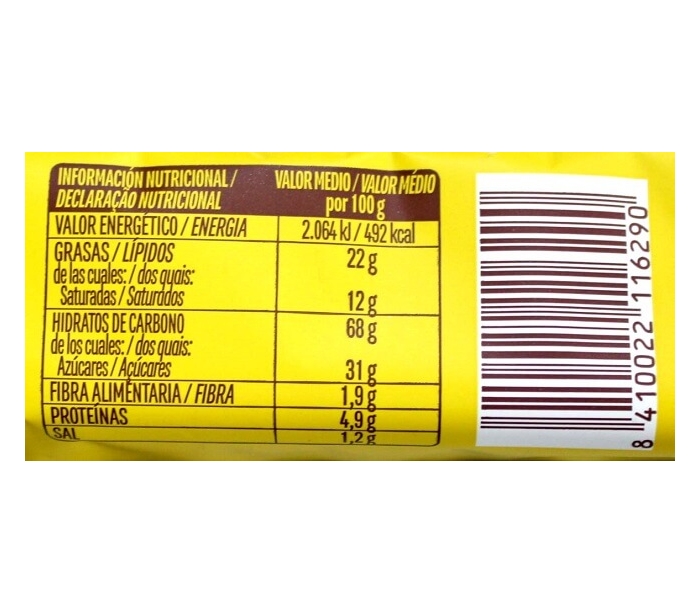 INFORMACIÓN NUTRICIONAL / VALOR MEDIO / VALOR MÉDIO
DECLARAÇÃO NUTRICIONAL por 100 g
VALOR ENERGÉTICO / ENERGIA 2.064 kJ / 492 kcal
GRASAS / LÍPIDOS 22 g
de las cuales: / dos quais:
Saturadas / Saturados 12 g
HIDRATOS DE CARBONO 68 g
de los cuales: / dos quais:
Azúcares / Açúcares 31 g
FIBRA ALIMENTARIA / FIBRA 1,9 g
PROTEÍNAS 4,9 g
SAL 1,2 g
8 410022 116290